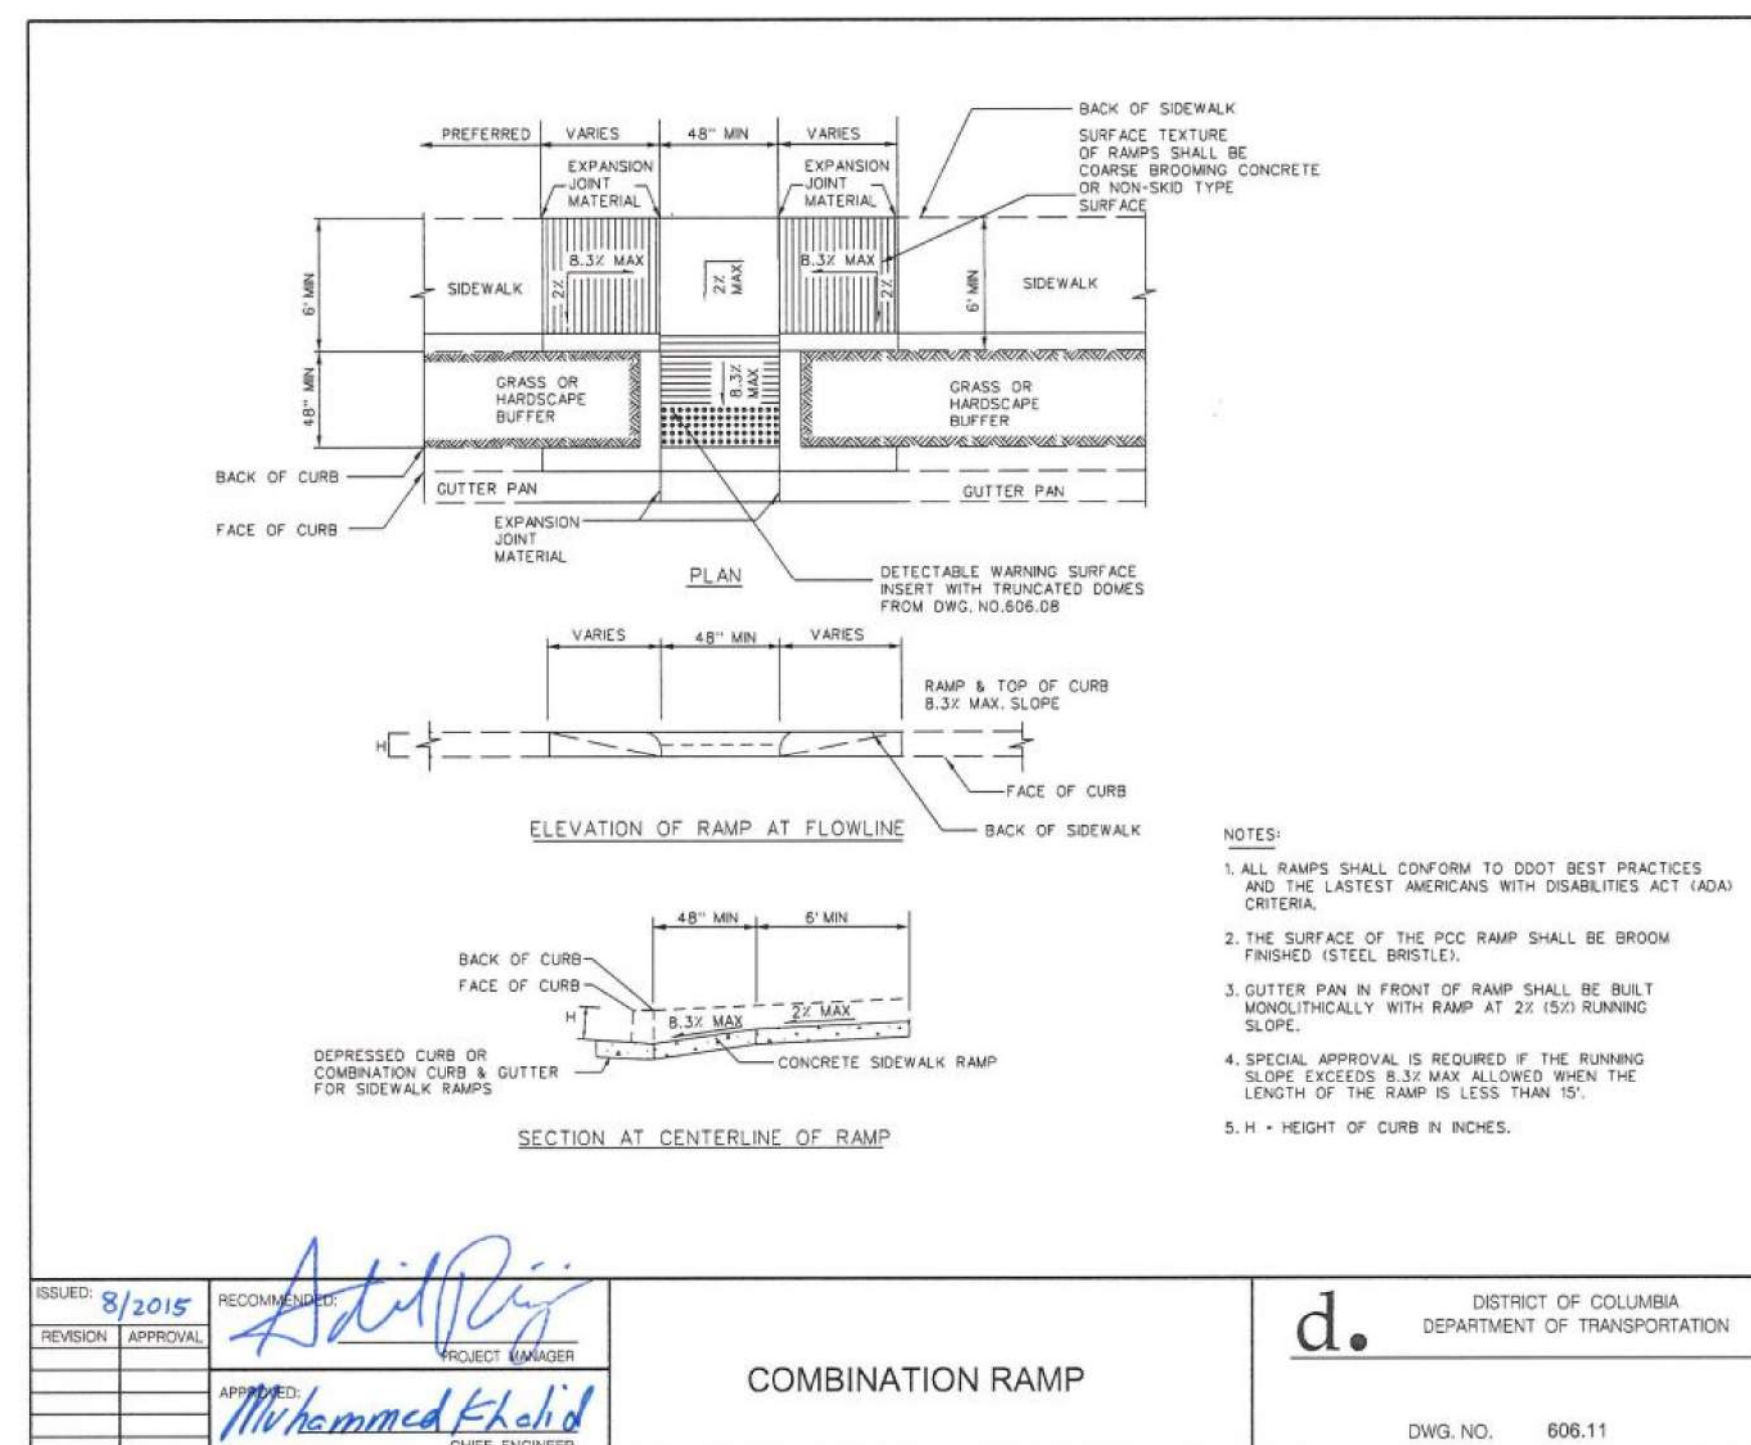 PREFERRED
VARIES
48" MIN
VARIES
BACK OF SIDEWALK
SURFACE TEXTURE
OF RAMPS SHALL BE
COARSE BROOMING CONCRETE
OR NON-SKID TYPE
SURFACE
EXPANSION
JOINT
MATERIAL
EXPANSION
JOINT
MATERIAL
6' MIN
SIDEWALK
8.3% MAX
2%
2%
MAX
8.3% MAX
2%
6' MIN
SIDEWALK
48" MIN
GRASS OR
HARDSCAPE
BUFFER
8.3%
MAX
GRASS OR
HARDSCAPE
BUFFER
BACK OF CURB
GUTTER PAN
GUTTER PAN
FACE OF CURB
EXPANSION
JOINT
MATERIAL
PLAN
DETECTABLE WARNING SURFACE
INSERT WITH TRUNCATED DOMES
FROM DWG. NO.606.08
VARIES
48" MIN
VARIES
RAMP & TOP OF CURB
8.3% MAX. SLOPE
H
FACE OF CURB
BACK OF SIDEWALK
ELEVATION OF RAMP AT FLOWLINE
48" MIN
6' MIN
BACK OF CURB
FACE OF CURB
H
8.3% MAX
2% MAX
DEPRESSED CURB OR
COMBINATION CURB & GUTTER
FOR SIDEWALK RAMPS
CONCRETE SIDEWALK RAMP
SECTION AT CENTERLINE OF RAMP
NOTES:
1. ALL RAMPS SHALL CONFORM TO DDOT BEST PRACTICES
AND THE LASTEST AMERICANS WITH DISABILITIES ACT (ADA)
CRITERIA.
2. THE SURFACE OF THE PCC RAMP SHALL BE BROOM
FINISHED (STEEL BRISTLE).
3. GUTTER PAN IN FRONT OF RAMP SHALL BE BUILT
MONOLITHICALLY WITH RAMP AT 2% (5%) RUNNING
SLOPE.
4. SPECIAL APPROVAL IS REQUIRED IF THE RUNNING
SLOPE EXCEEDS 8.3% MAX ALLOWED WHEN THE
LENGTH OF THE RAMP IS LESS THAN 15'.
5. H = HEIGHT OF CURB IN INCHES.
ISSUED: 8/2015
REVISION
APPROVAL
RECOMMENDED:
PROJECT MANAGER
APPROVED:
Muhammed Khalid
CHIEF ENGINEER
COMBINATION RAMP
d.
DISTRICT OF COLUMBIA
DEPARTMENT OF TRANSPORTATION
DWG. NO. 606.11